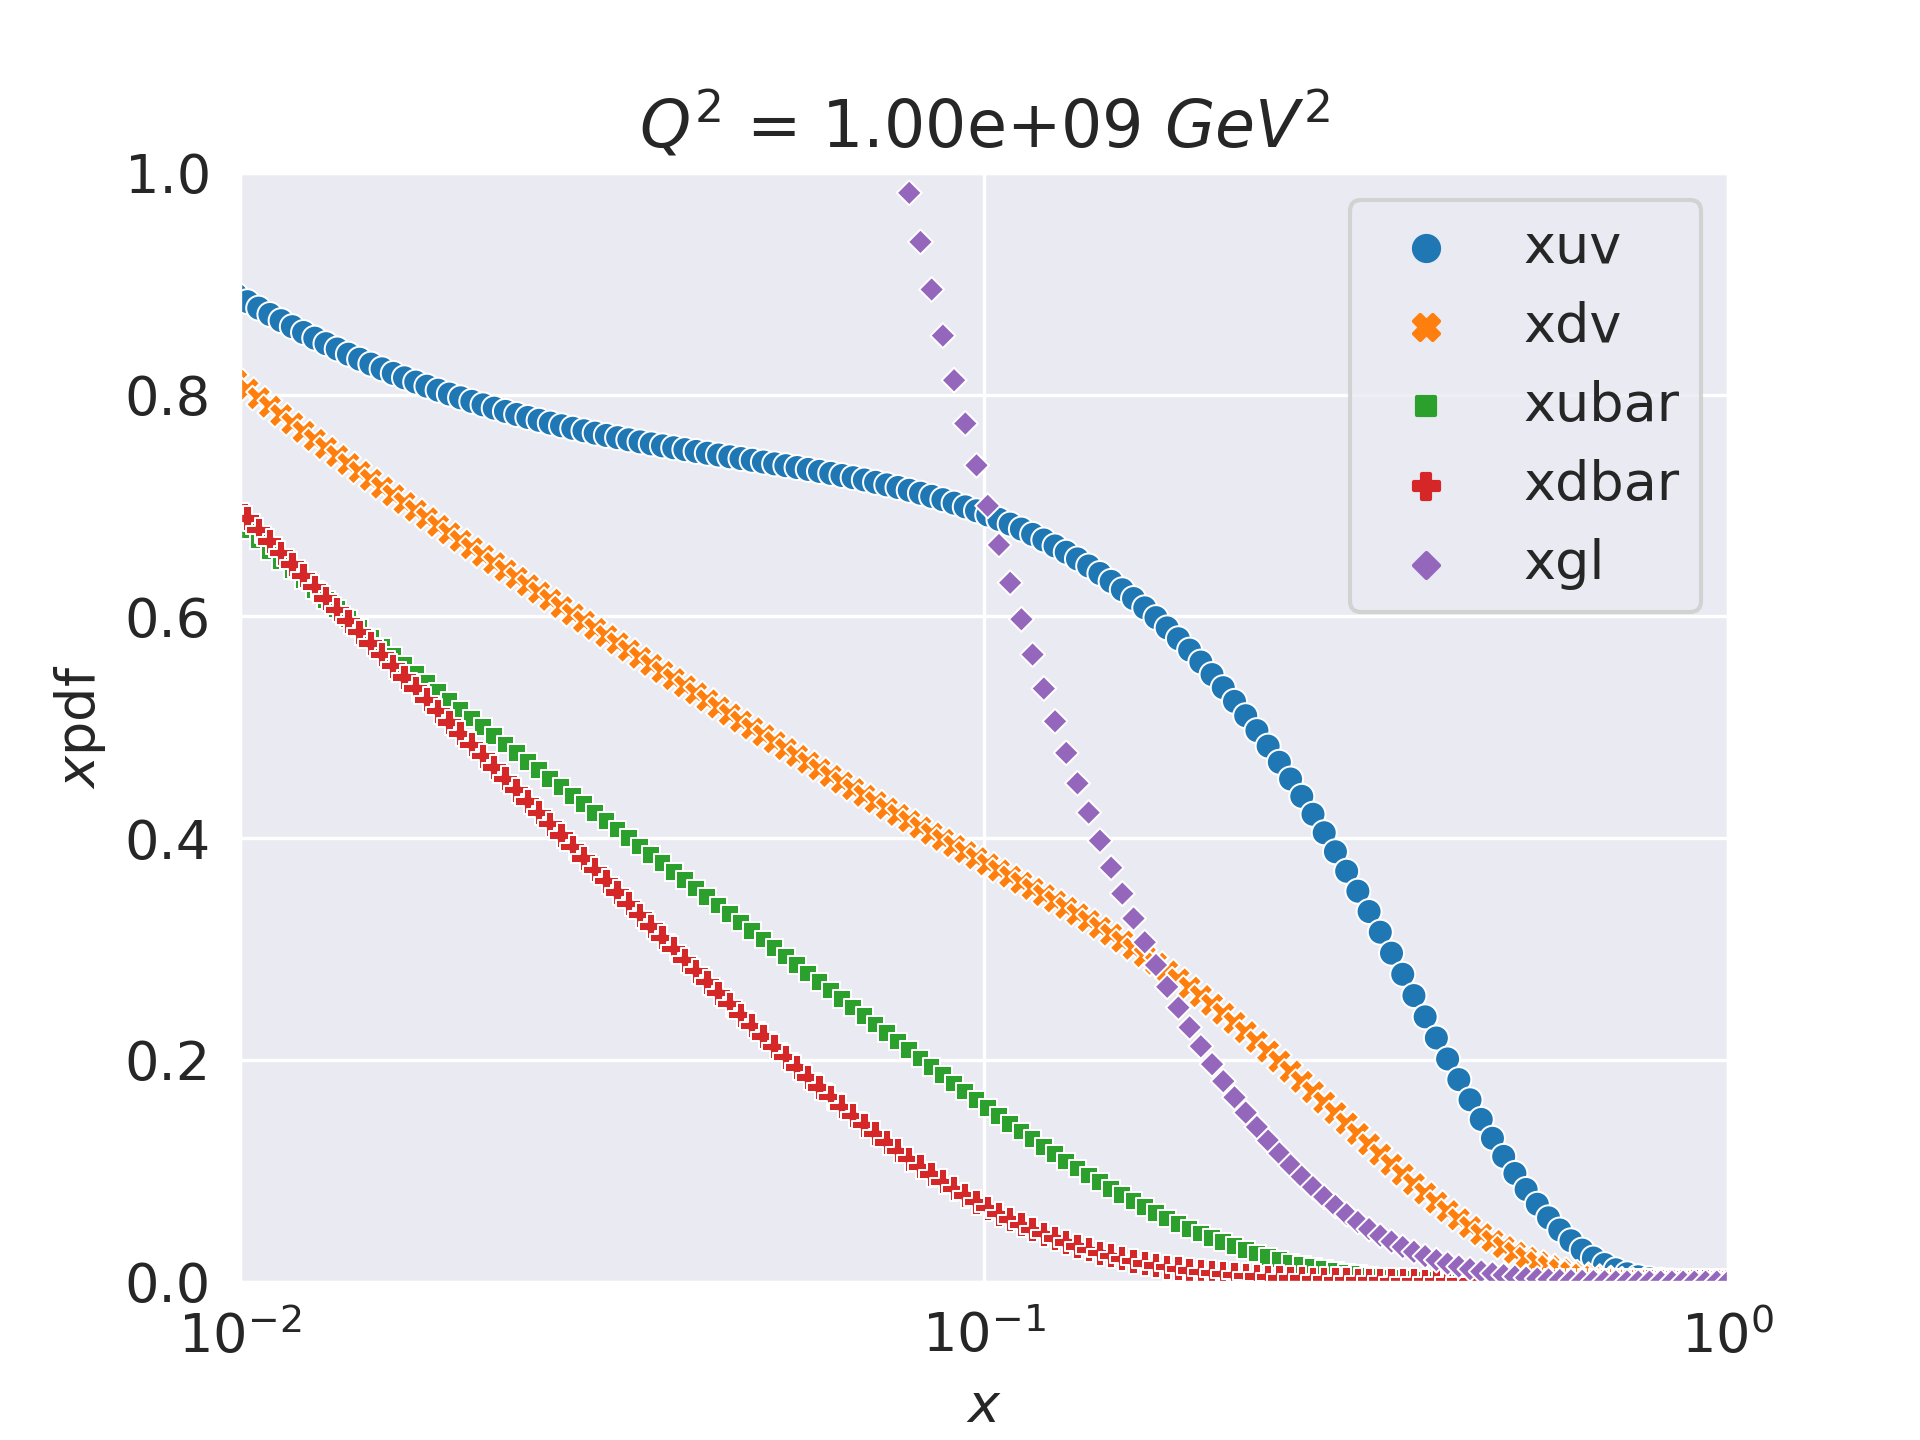 Q² = 1.00e+09 GeV²
1.0
0.8
0.6
0.4
0.2
0.0
xpdf
10⁻²
10⁻¹
10⁰
x
xuv
xdv
xubar
xdbar
xgl